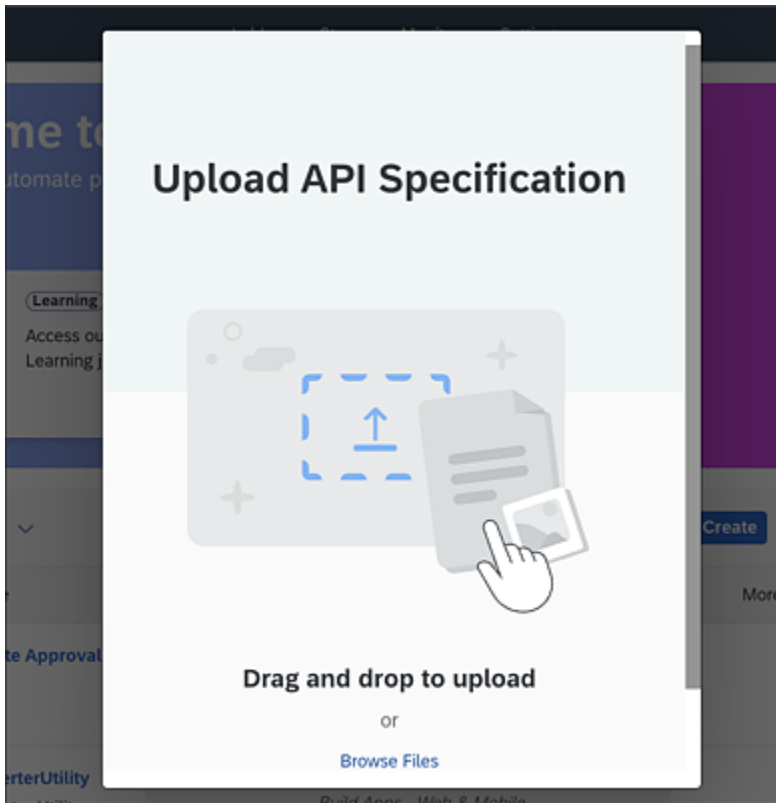 me to
utomate p
Upload API Specification
Learning
Access ou
Learning j
Create
More
te Approval
Drag and drop to upload
or
Browse Files
erterUtility
Build Apps - Web & Mobile